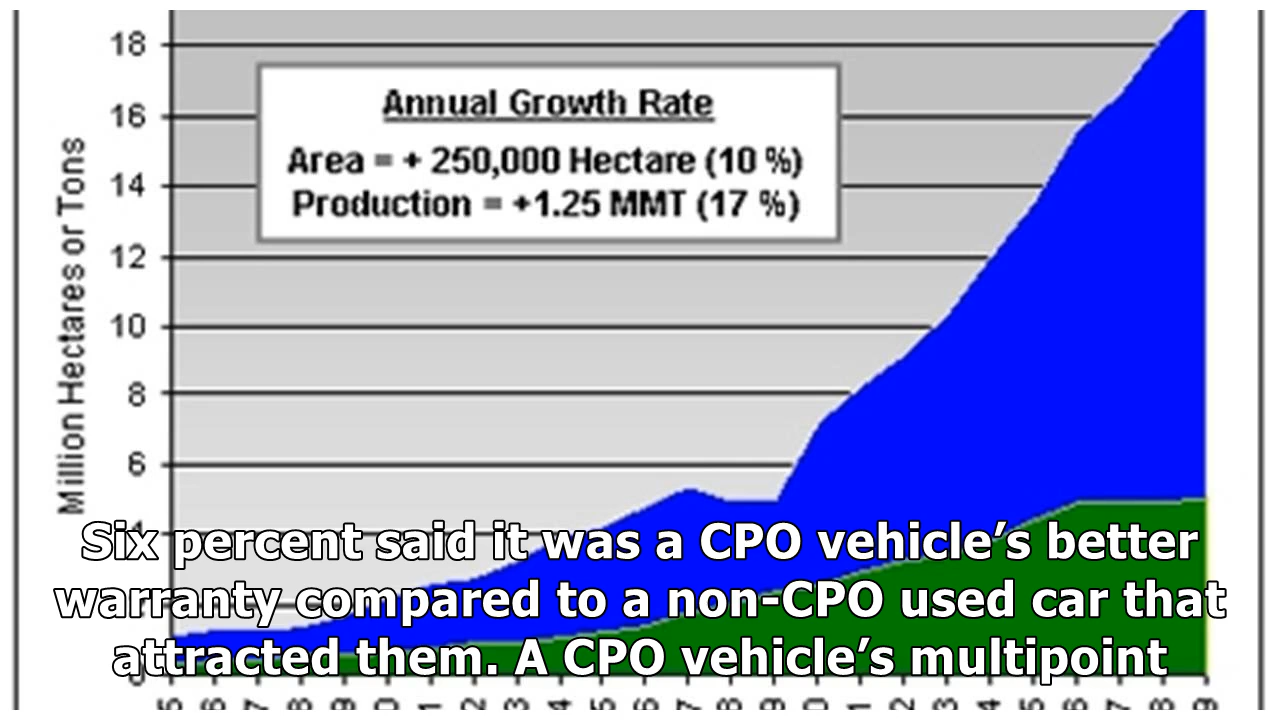 18
Annual Growth Rate
16
Area = + 250,000 Hectare (10 %)
14
Production = +1.25 MMT (17 %)
12
10
8
6
Million Hectares or Tons
Six percent said it was a CPO vehicle’s better
warranty compared to a non-CPO used car that
attracted them. A CPO vehicle’s multipoint